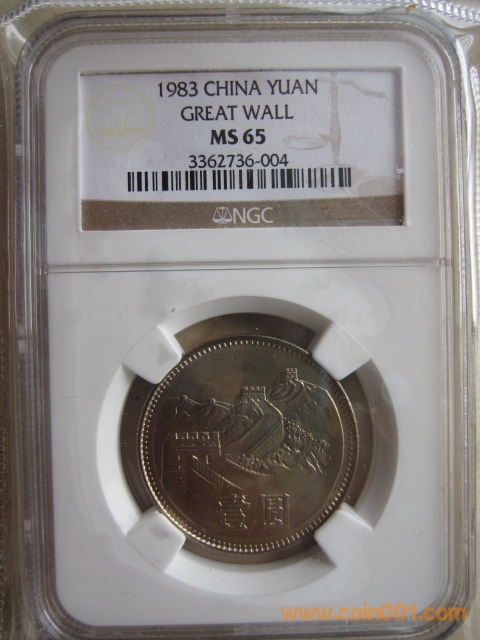 1983 CHINA YUAN
GREAT WALL
MS 65
3362736-004
NGC
壹圆
www.coin001.com